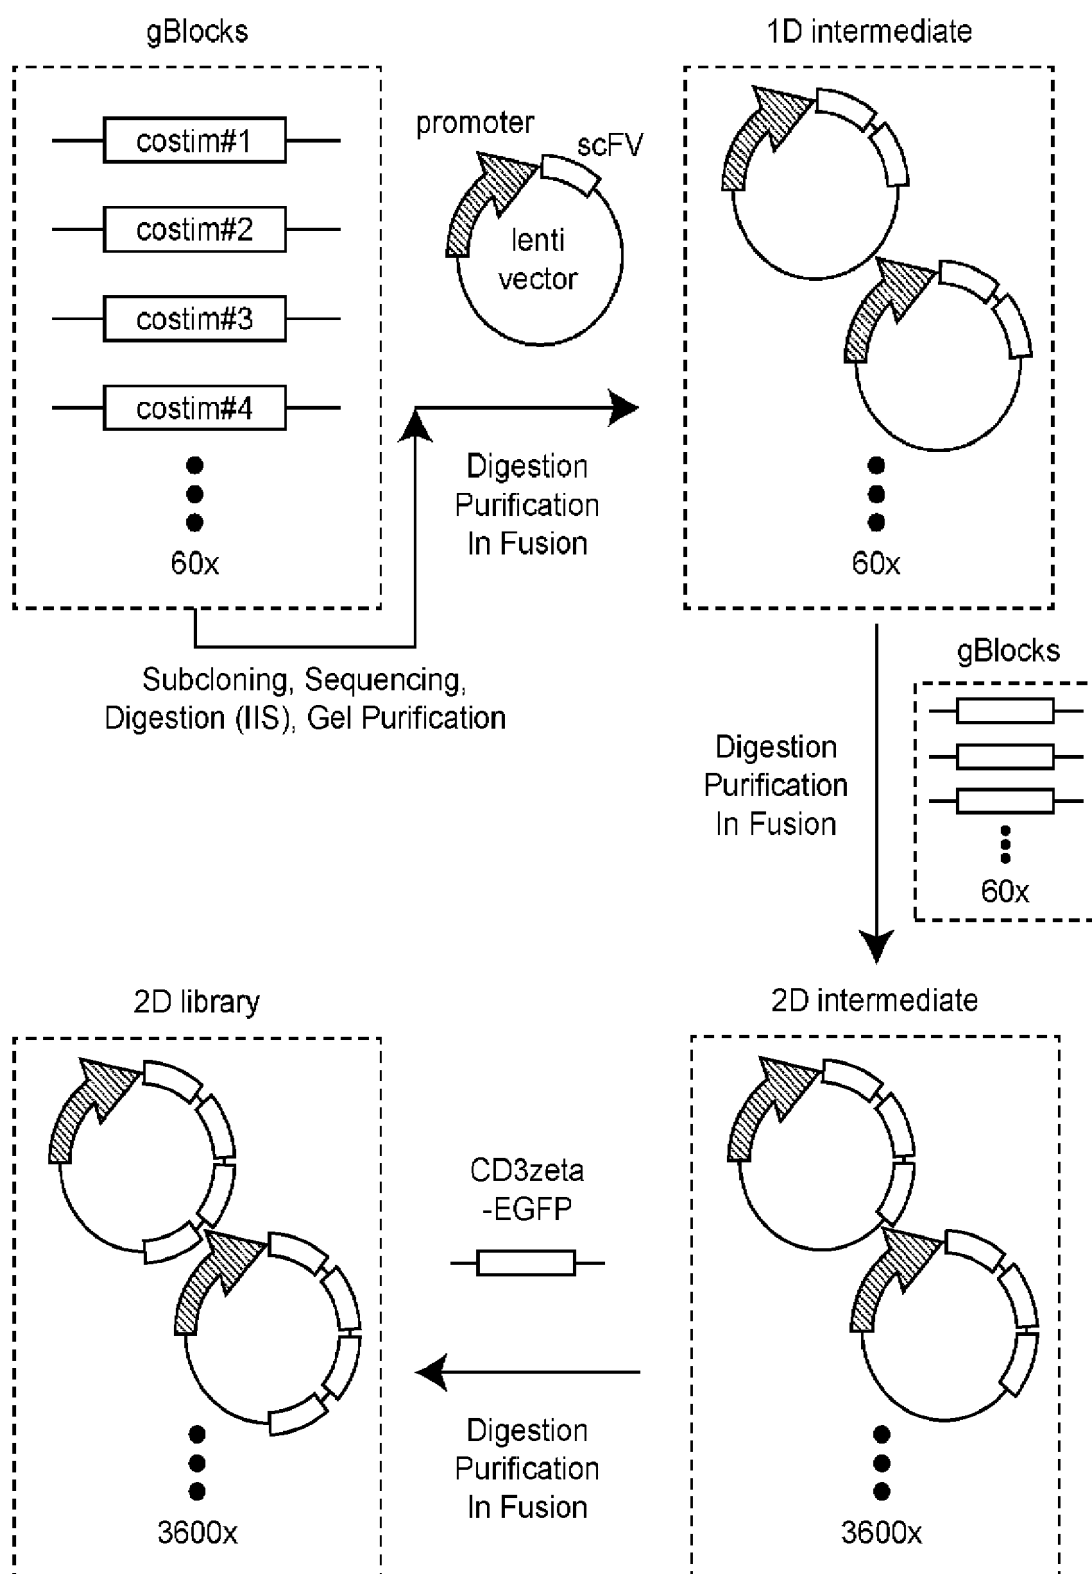 gBlocks
costim#1
costim#2
costim#3
costim#4
60x
Subcloning, Sequencing,
Digestion (IIS), Gel Purification
promoter
scFV
lenti
vector
Digestion
Purification
In Fusion
1D intermediate
60x
Digestion
Purification
In Fusion
gBlocks
60x
2D intermediate
3600x
CD3zeta
-EGFP
Digestion
Purification
In Fusion
2D library
3600x